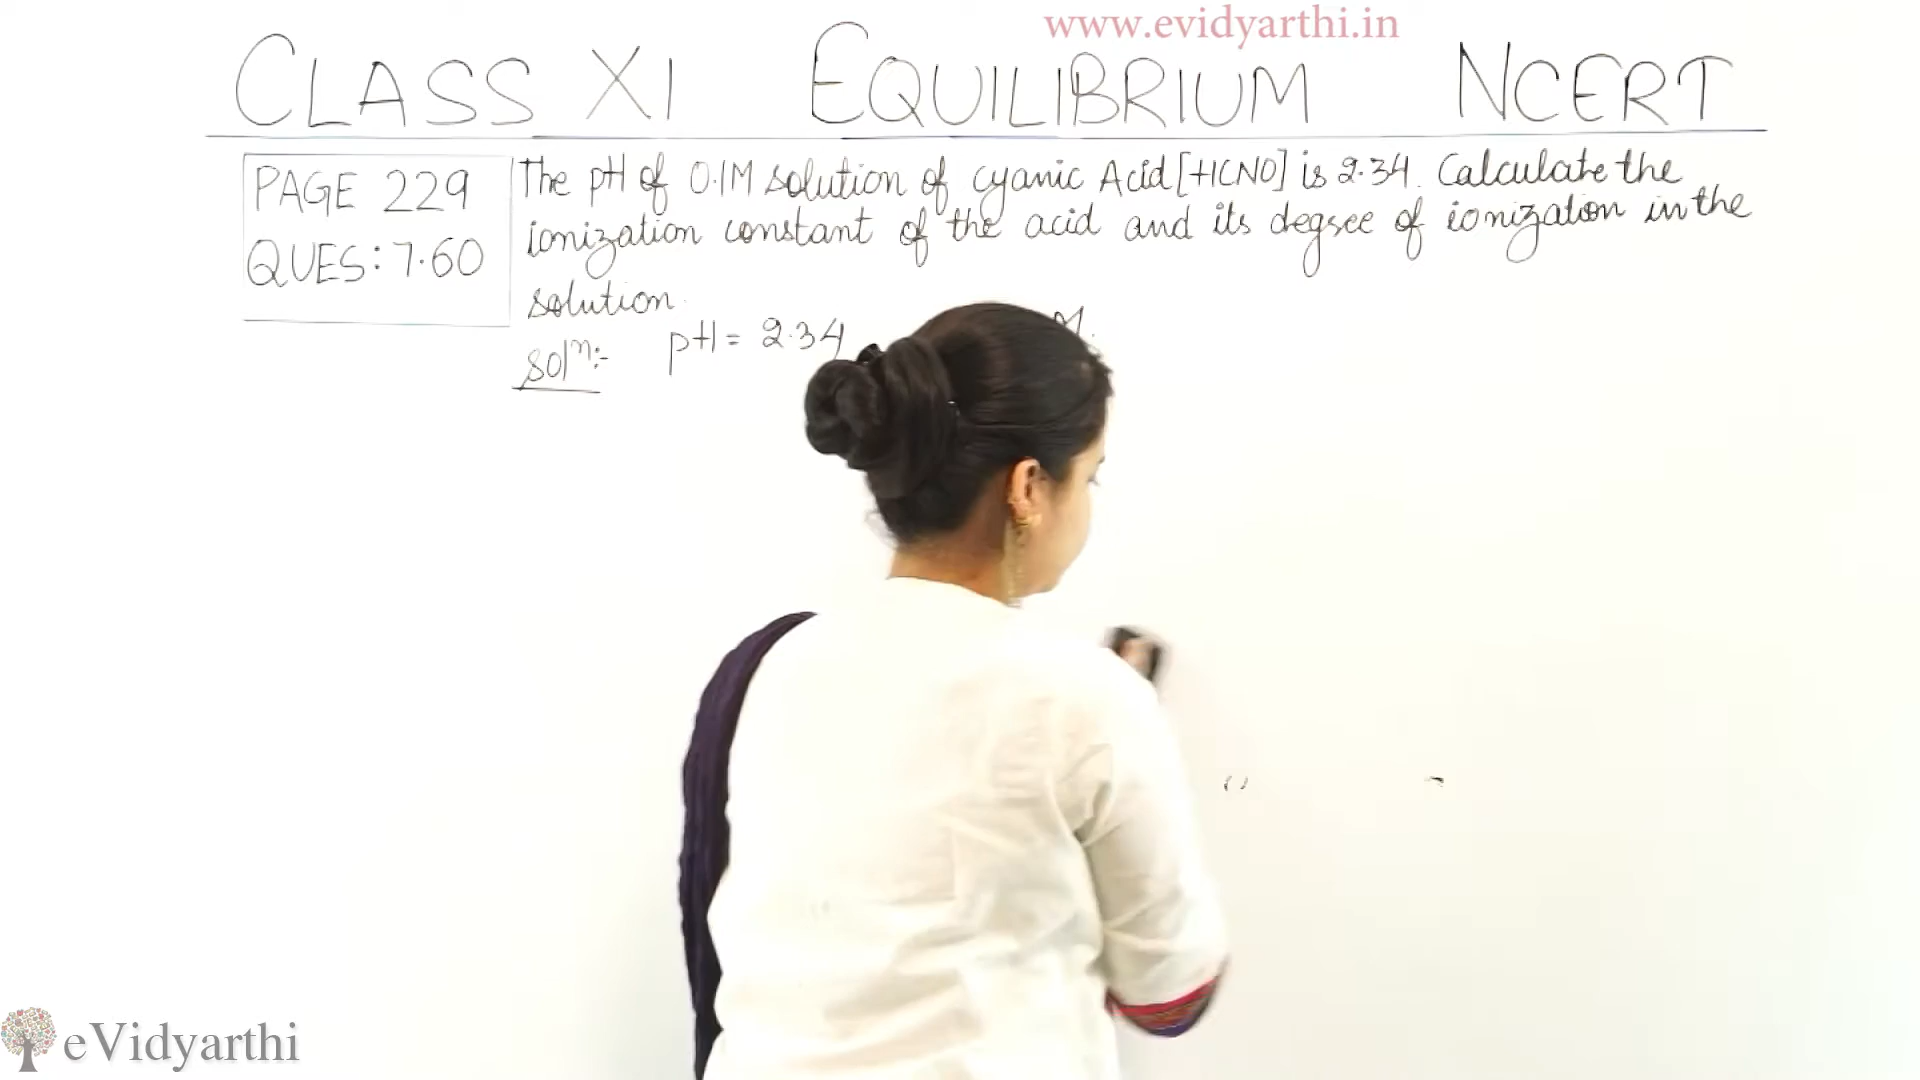 www.evidyarthi.in
CLASS XI EQUILIBRIUM NCERT
PAGE 229
QUES: 7.60
The pH of 0.1M solution of cyanic Acid [HCNO] is 2.34. Calculate the
ionization constant of the acid and its degree of ionization in the
solution.
Solⁿ:- pH = 2.34 M.
eVidyarthi